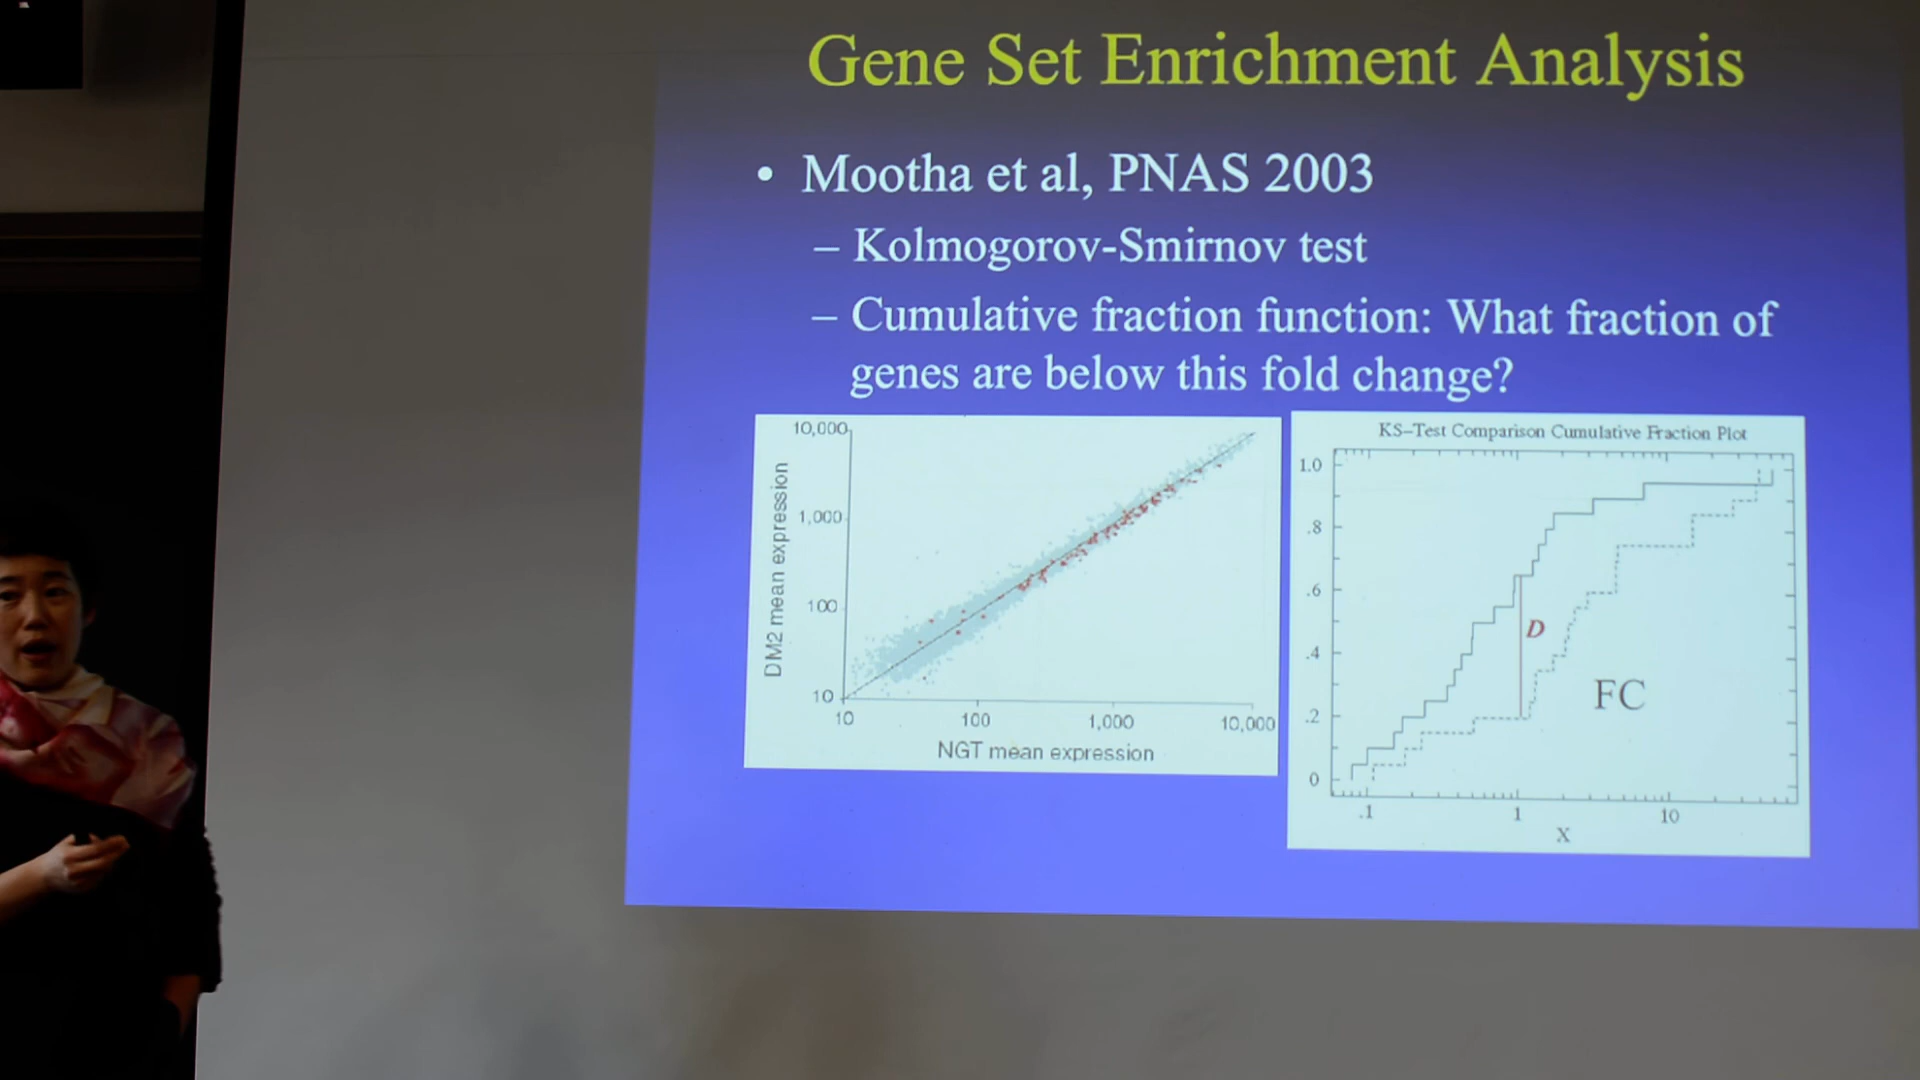 Gene Set Enrichment Analysis
• Mootha et al, PNAS 2003
– Kolmogorov-Smirnov test
– Cumulative fraction function: What fraction of
genes are below this fold change?
10,000
1,000
100
10
DM2 mean expression
10 100 1,000 10,000
NGT mean expression
KS–Test Comparison Cumulative Fraction Plot
1.0
.8
.6
.4
.2
0
D
FC
.1 1 10
X